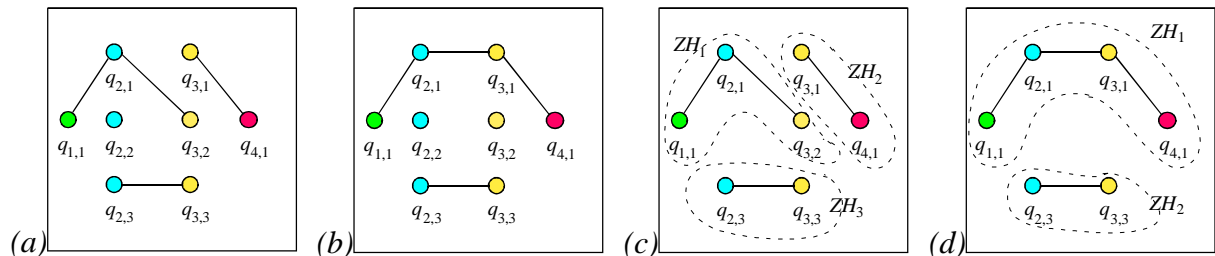 q2,1 q3,1
q1,1 q2,2 q3,2 q4,1
q2,3 q3,3
(a)
q2,1 q3,1
q1,1 q2,2 q3,2 q4,1
q2,3 q3,3
(b)
ZH1 q2,1 q3,1 ZH2
q1,1 q3,2 q4,1
q2,3 q3,3 ZH3
(c)
ZH1
q2,1 q3,1
q1,1 q4,1
q2,3 q3,3 ZH2
(d)